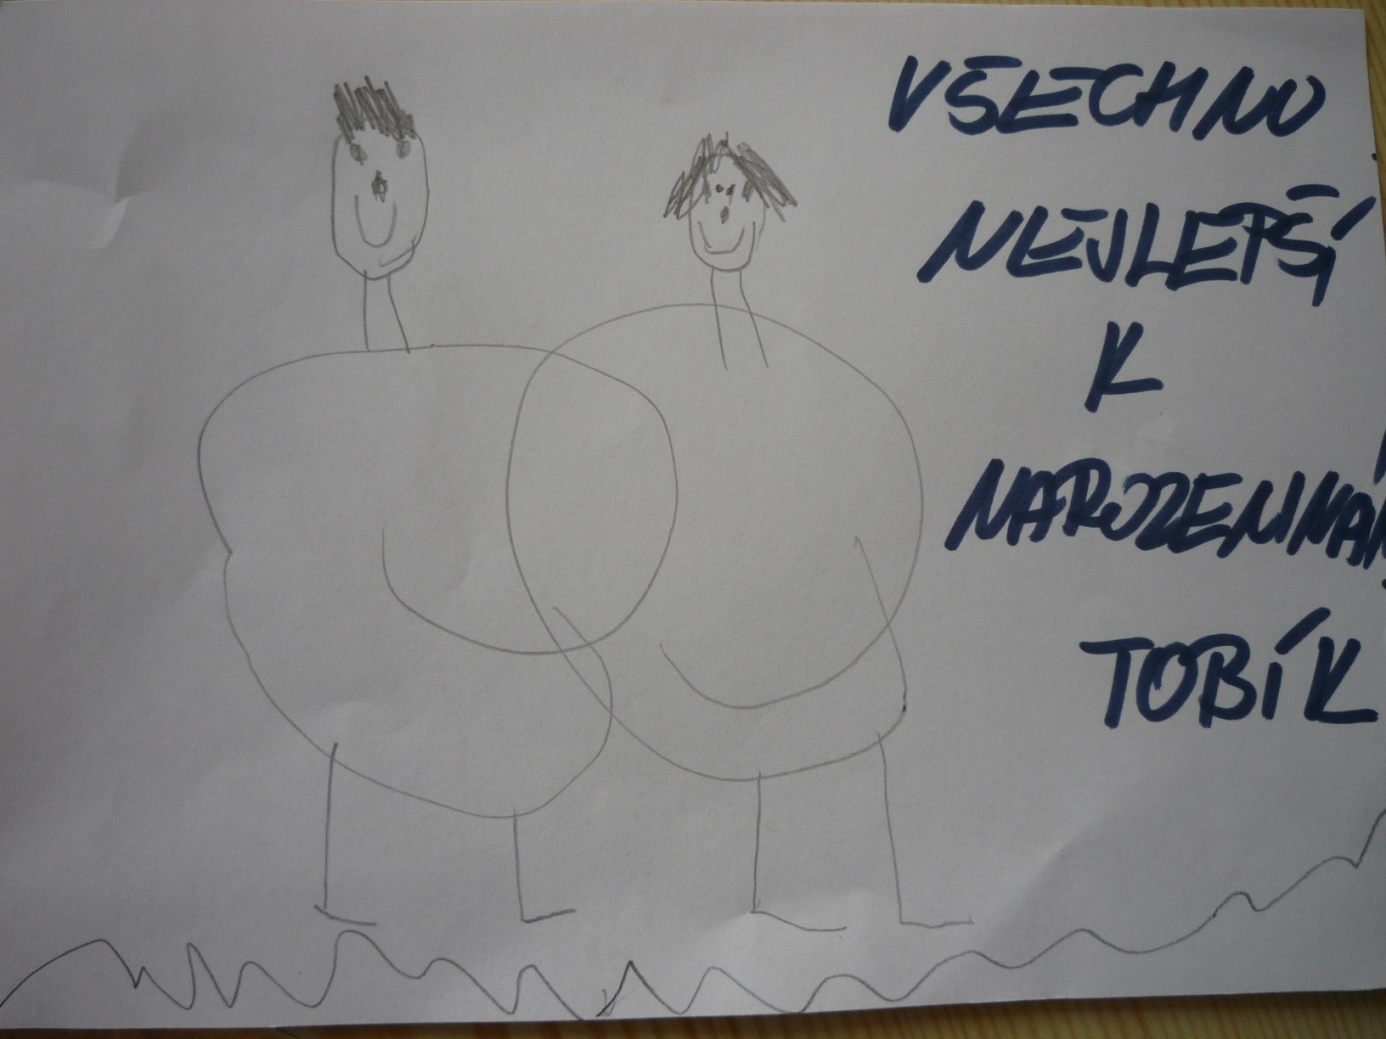 VŠECHNO
NEJLEPŠÍ
K
NAROZENINÁM
TOBÍK